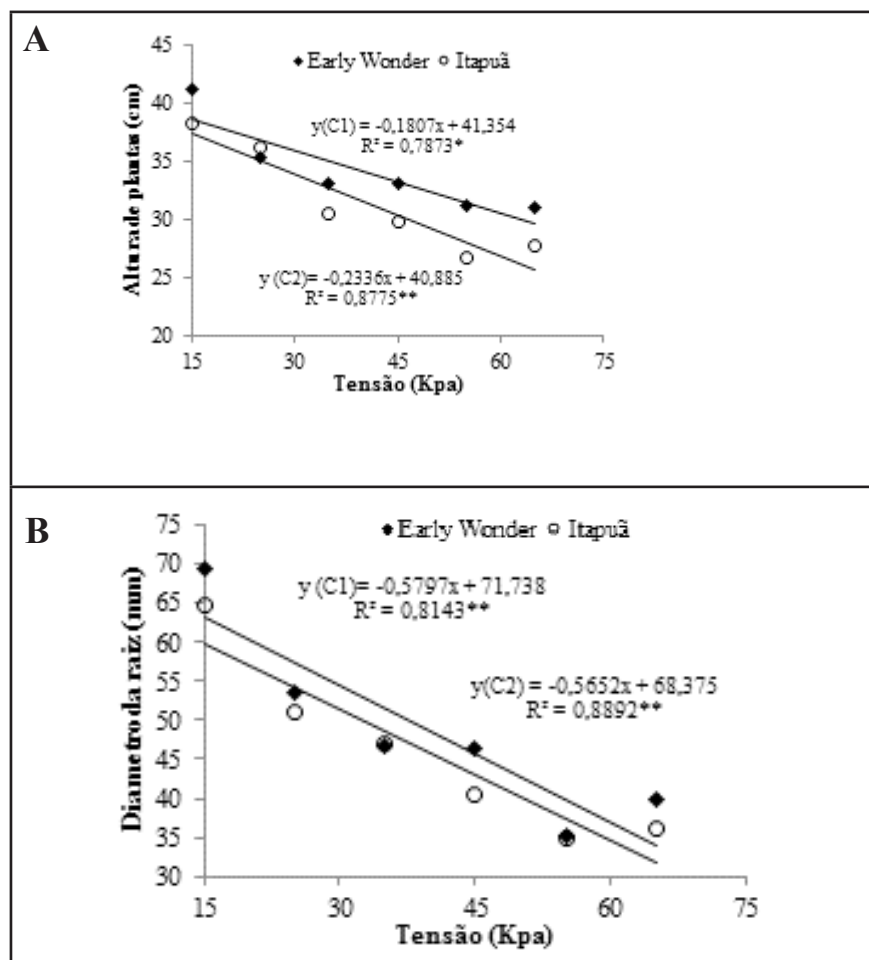 A
◆ Early Wonder ○ Itapuã
45
40
35
30
25
20
Altura de plantas (cm)
y(C1) = -0,1807x + 41,354
R² = 0,7873*
y (C2)= -0,2336x + 40,885
R² = 0,8775**
15 30 45 60 75
Tensão (Kpa)
B
◆ Early Wonder ○ Itapuã
75
70
65
60
55
50
45
40
35
30
Diametro da raiz (mm)
y (C1)= -0,5797x + 71,738
R² = 0,8143**
y(C2) = -0,5652x + 68,375
R² = 0,8892**
15 30 45 60 75
Tensão (Kpa)